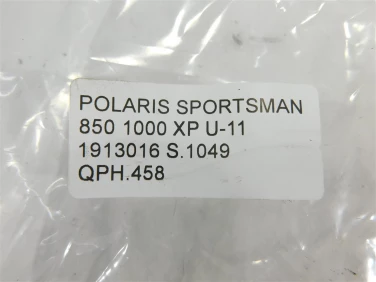 POLARIS SPORTSMAN
850 1000 XP U-11
1913016 S.1049
QPH.458